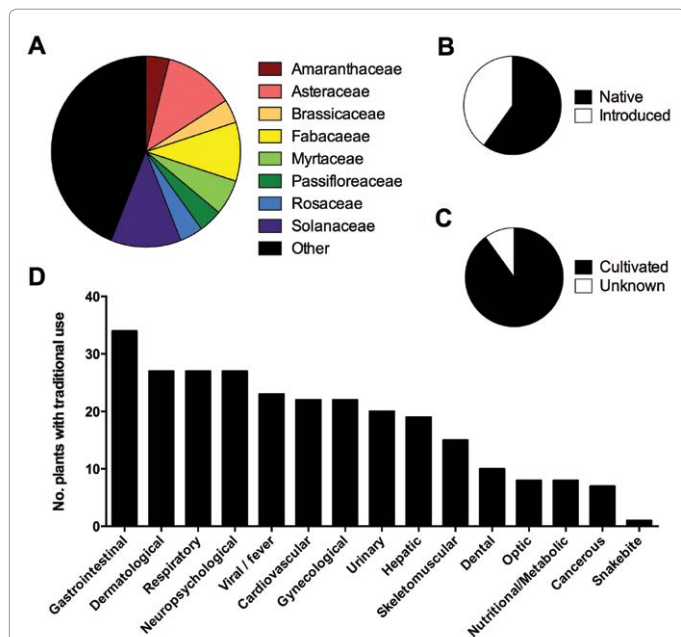 A
Amaranthaceae
Asteraceae
Brassicaceae
Fabacaeae
Myrtaceae
Passifloreaceae
Rosaceae
Solanaceae
Other
B
Native
Introduced
C
Cultivated
Unknown
D
No. plants with traditional use
40
30
20
10
0
Gastrointestinal
Dermatological
Respiratory
Neuropsychological
Viral / fever
Cardiovascular
Gynecological
Urinary
Hepatic
Skeletomuscular
Dental
Optic
Nutritional/Metabolic
Cancerous
Snakebite